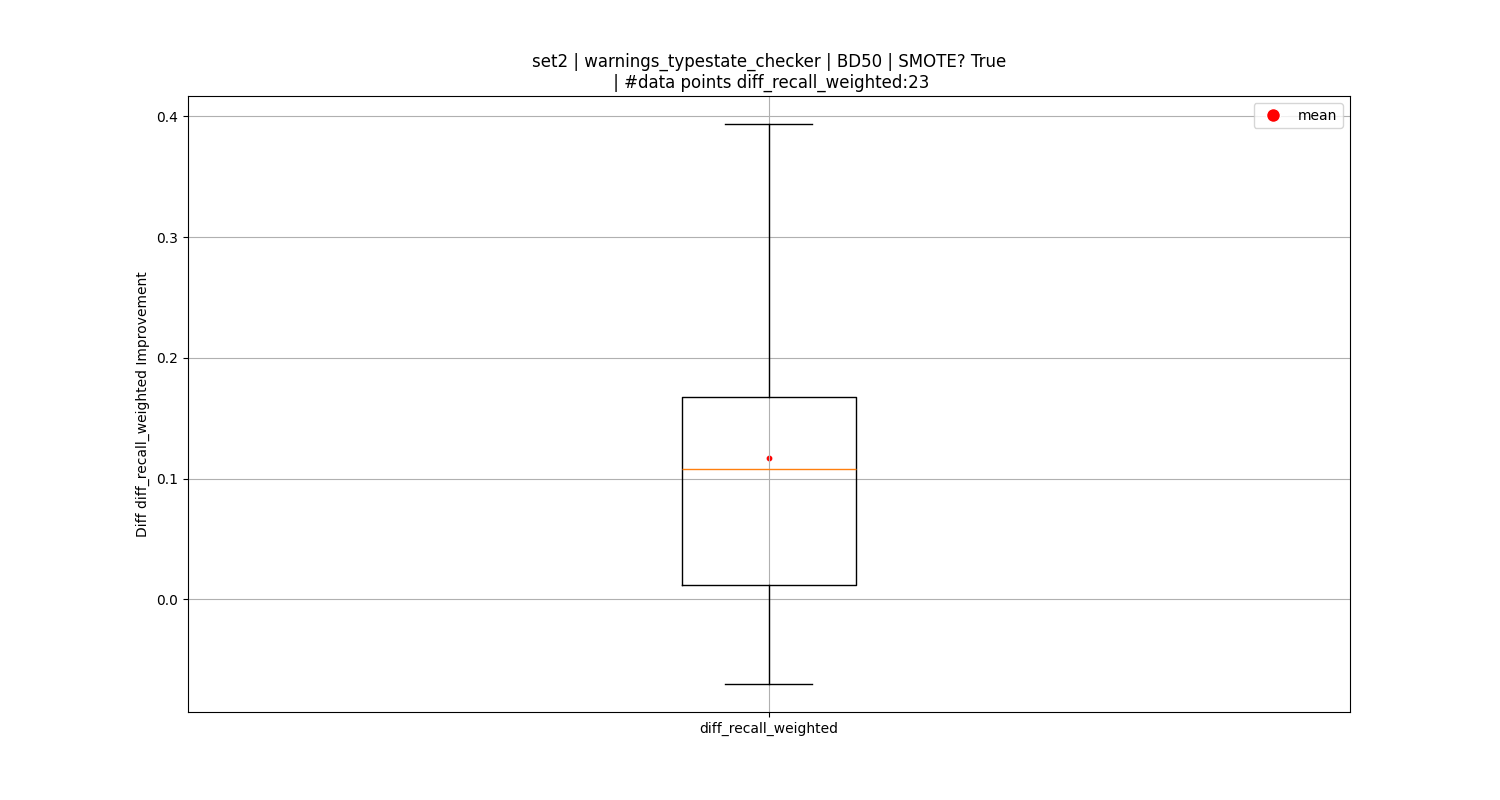 set2 | warnings_typestate_checker | BD50 | SMOTE? True
| #data points diff_recall_weighted:23
mean
0.4
0.3
0.2
0.1
0.0
Diff diff_recall_weighted Improvement
diff_recall_weighted